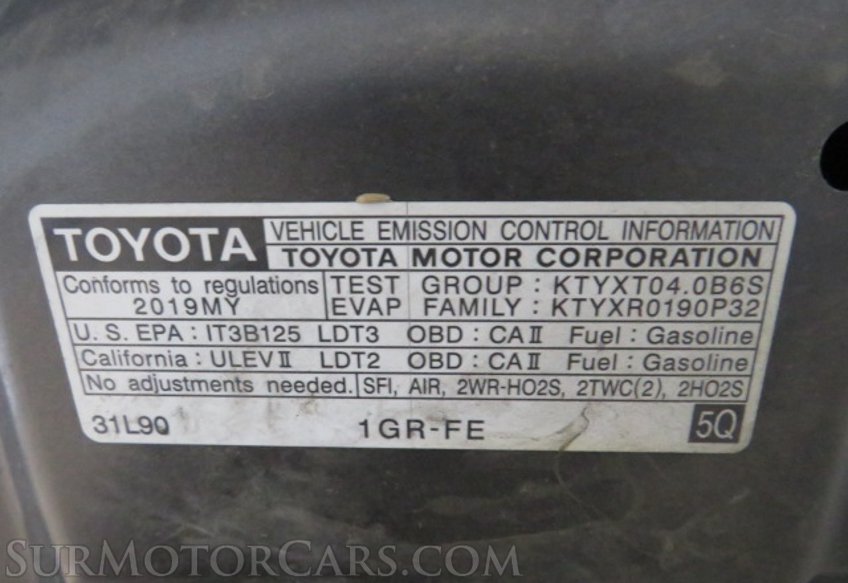 TOYOTA
VEHICLE EMISSION CONTROL INFORMATION
TOYOTA MOTOR CORPORATION
Conforms to regulations
2019MY
TEST GROUP : KTYXT04.0B6S
EVAP FAMILY : KTYXR0190P32
U. S. EPA : IT3B125 LDT3 OBD : CAⅡ Fuel : Gasoline
California : ULEVⅡ LDT2 OBD : CAⅡ Fuel : Gasoline
No adjustments needed. SFI, AIR, 2WR-HO2S, 2TWC(2), 2HO2S
31L90 1GR-FE 5Q
SURMOTORCARS.COM